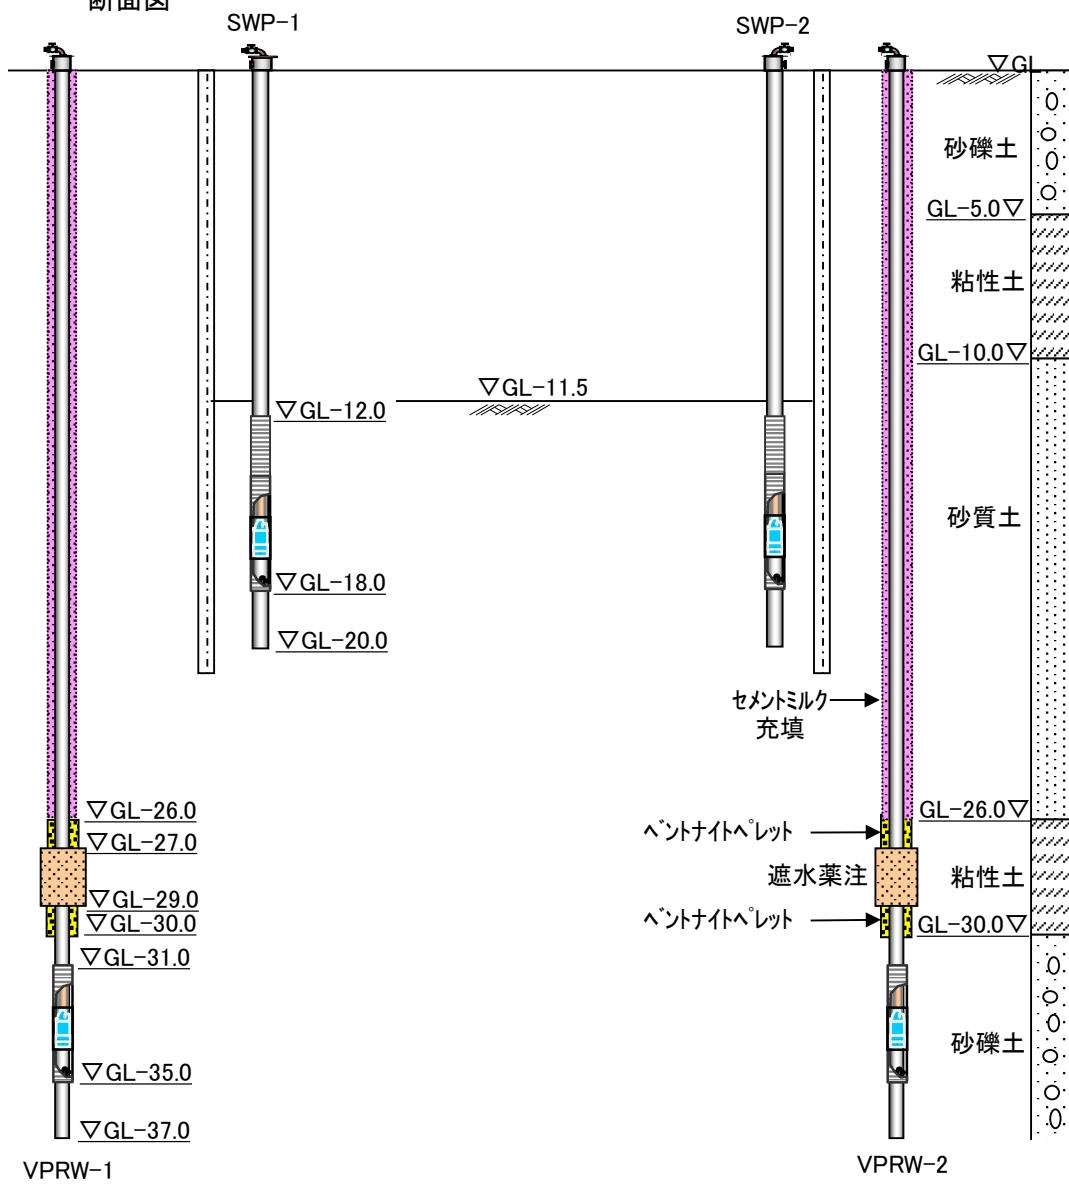 断面図
SWP-1
SWP-2
▽GL
砂礫土
GL-5.0▽
粘性土
GL-10.0▽
▽GL-11.5
▽GL-12.0
砂質土
▽GL-18.0
▽GL-20.0
セメントミルク
充填
▽GL-26.0
GL-26.0▽
▽GL-27.0
ベントナイトペレット
遮水薬注
粘性土
▽GL-29.0
▽GL-30.0
ベントナイトペレット
GL-30.0▽
▽GL-31.0
砂礫土
▽GL-35.0
▽GL-37.0
VPRW-1
VPRW-2